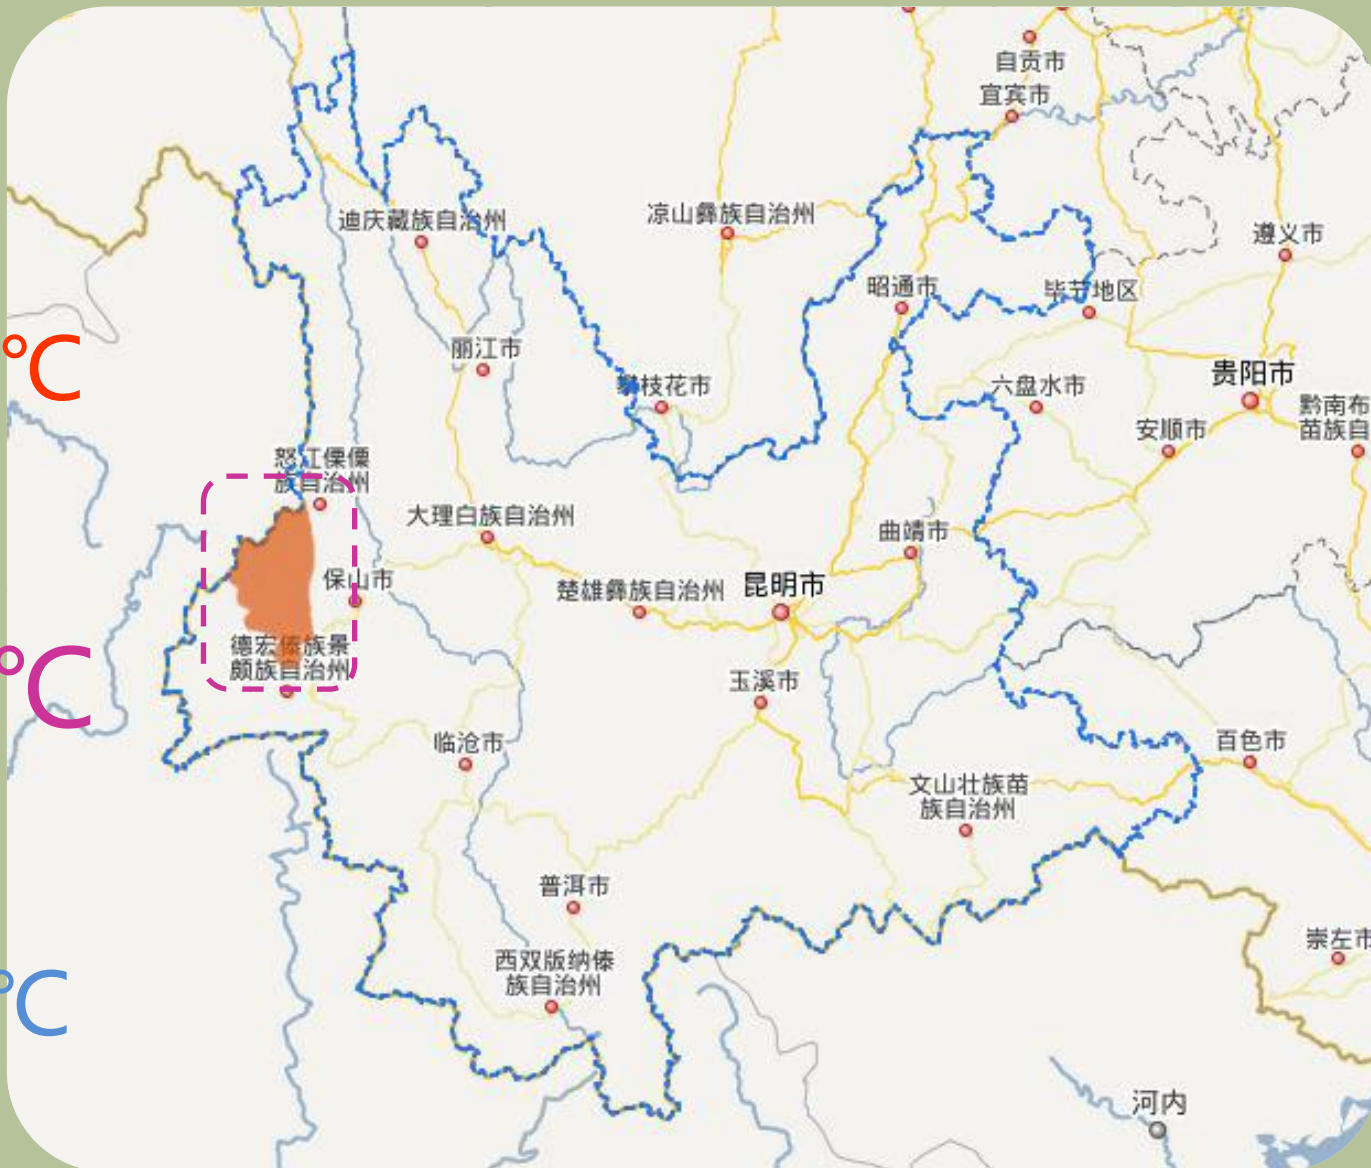 自贡市
宜宾市
迪庆藏族自治州
凉山彝族自治州
遵义市
昭通市
毕节地区
丽江市
℃
攀枝花市
六盘水市
贵阳市
黔南布
苗族自
安顺市
怒江傈僳
族自治州
大理白族自治州
曲靖市
保山市
楚雄彝族自治州
昆明市
德宏傣族景
颇族自治州
℃
玉溪市
临沧市
百色市
文山壮族苗
族自治州
普洱市
西双版纳傣
族自治州
崇左市
℃
河内